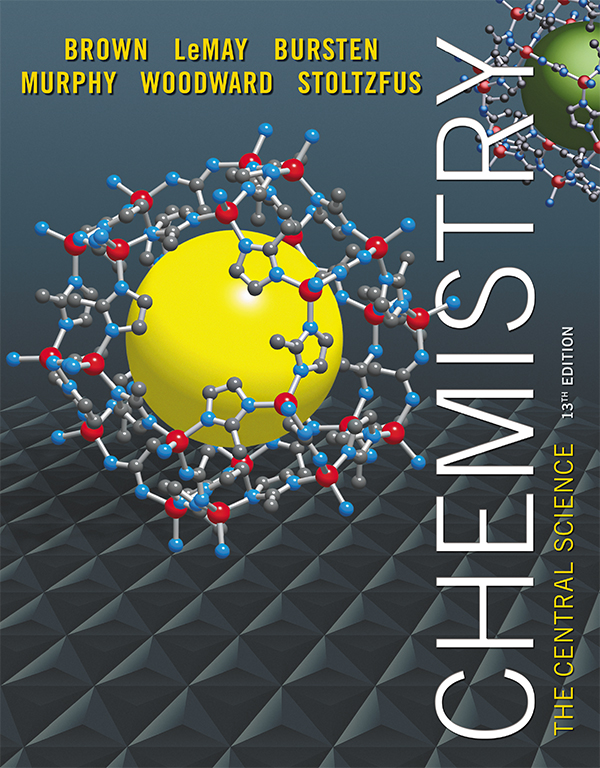 BROWN LeMAY BURSTEN
MURPHY WOODWARD STOLTZFUS
CHEMISTRY
THE CENTRAL SCIENCE 13TH EDITION